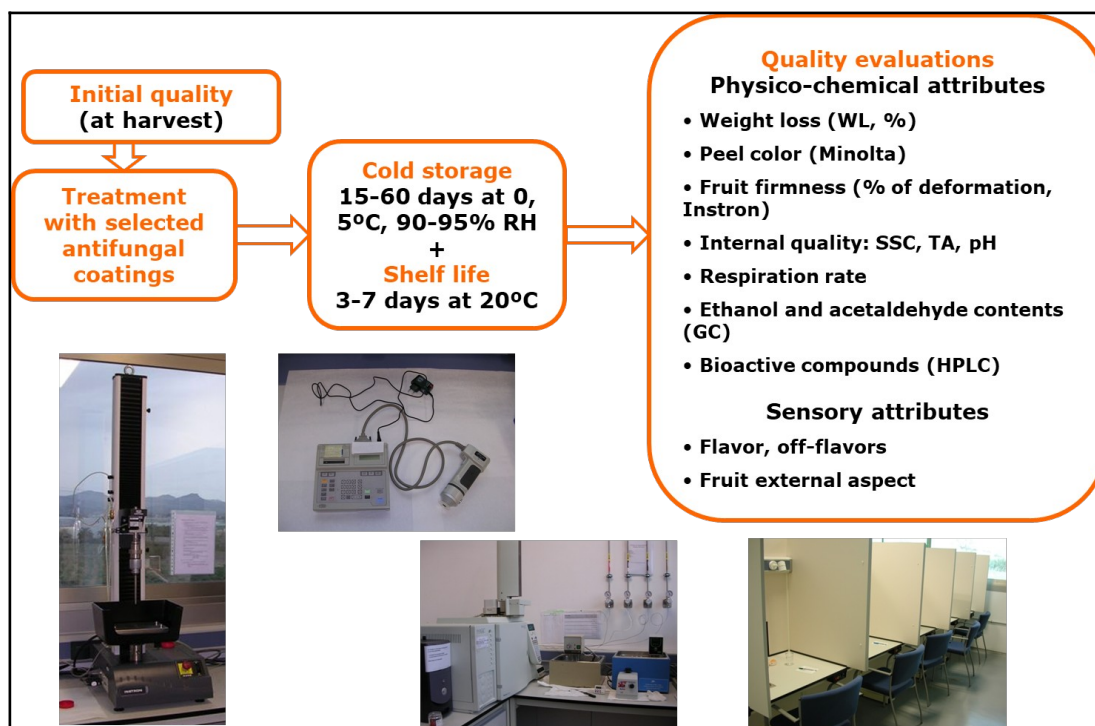 Initial quality
(at harvest)
Treatment
with selected
antifungal
coatings
Cold storage
15-60 days at 0,
5ºC, 90-95% RH
+
Shelf life
3-7 days at 20ºC
Quality evaluations
Physico-chemical attributes
• Weight loss (WL, %)
• Peel color (Minolta)
• Fruit firmness (% of deformation,
Instron)
• Internal quality: SSC, TA, pH
• Respiration rate
• Ethanol and acetaldehyde contents
(GC)
• Bioactive compounds (HPLC)
Sensory attributes
• Flavor, off-flavors
• Fruit external aspect